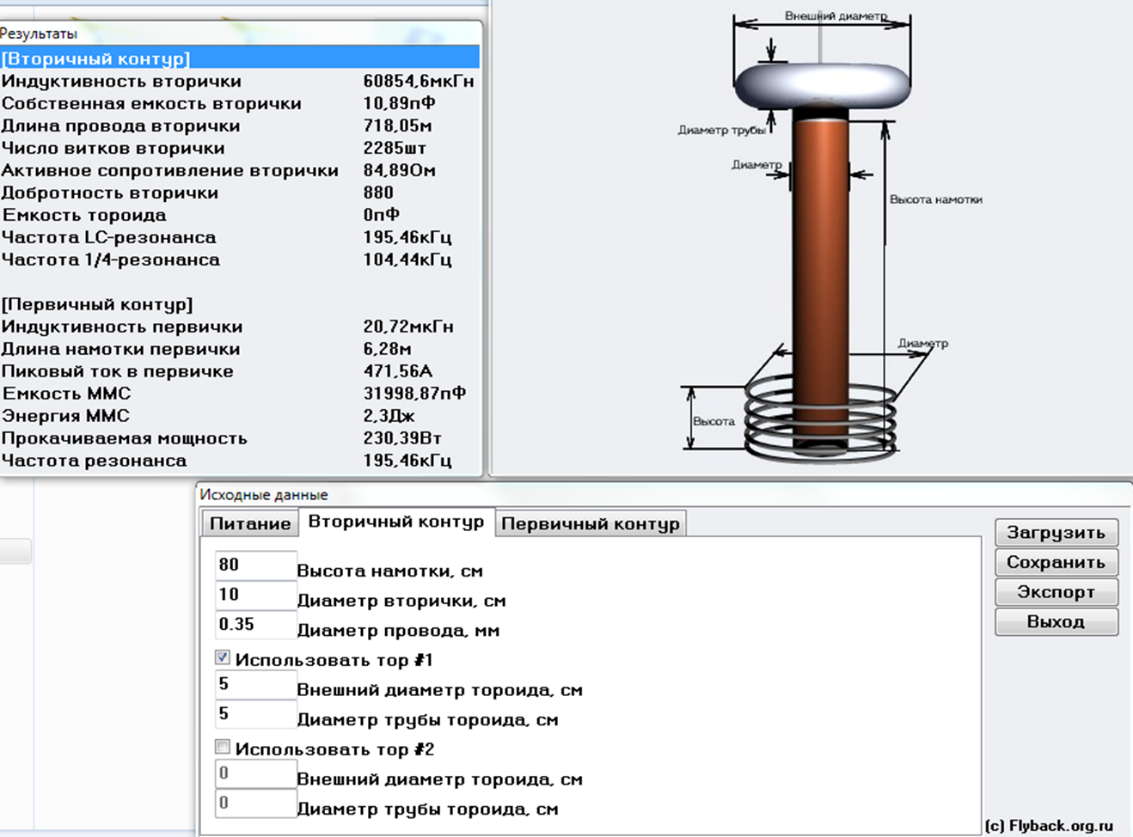 Результаты
[Вторичный контур]
Индуктивность вторички 60854,6мкГн
Собственная емкость вторички 10,89пФ
Длина провода вторички 718,05м
Число витков вторички 2285шт
Активное сопротивление вторички 84,89Ом
Добротность вторички 880
Емкость тороида 0пФ
Частота LC-резонанса 195,46кГц
Частота 1/4-резонанса 104,44кГц
[Первичный контур]
Индуктивность первички 20,72мкГн
Длина намотки первички 6,28м
Пиковый ток в первичке 471,56А
Емкость ММС 31998,87пФ
Энергия ММС 2,3Дж
Прокачиваемая мощность 230,39Вт
Частота резонанса 195,46кГц
Внешний диаметр
Диаметр трубы
Диаметр
Высота намотки
Диаметр
Высота
Исходные данные
Питание Вторичный контур Первичный контур
80 Высота намотки, см
10 Диаметр вторички, см
0.35 Диаметр провода, мм
Использовать тор #1
5 Внешний диаметр тороида, см
5 Диаметр трубы тороида, см
Использовать тор #2
0 Внешний диаметр тороида, см
0 Диаметр трубы тороида, см
Загрузить
Сохранить
Экспорт
Выход
(c) Flyback.org.ru